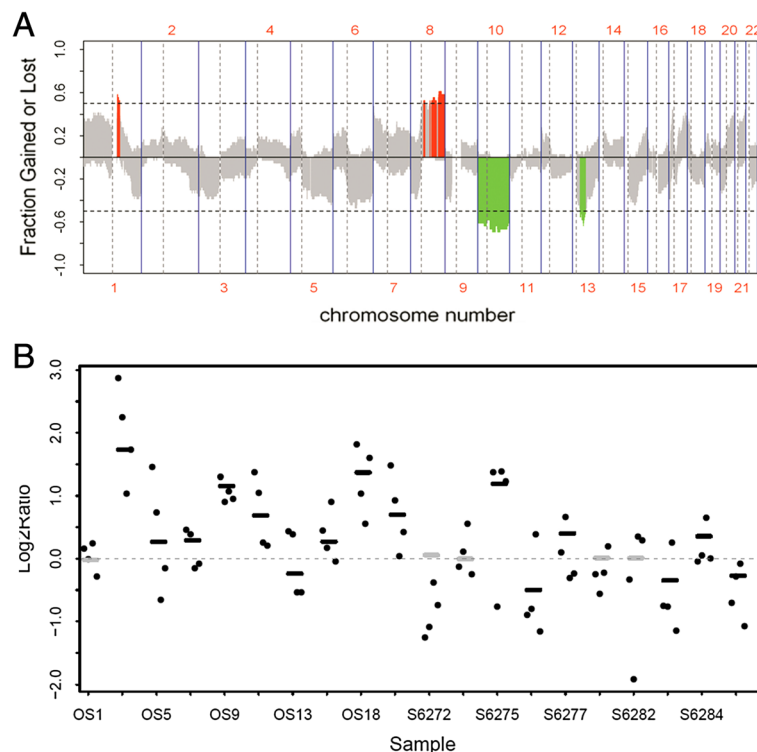 A
2 4 6 8 10 12 14 16 18 20 22
Fraction Gained or Lost
1.0
0.6
0.2
-0.2
-0.6
-1.0
1 3 5 7 9 11 13 15 17 19 21
chromosome number
B
Log2Ratio
3.0
2.0
1.0
0.0
−1.0
−2.0
OS1 OS5 OS9 OS13 OS18 S6272 S6275 S6277 S6282 S6284
Sample